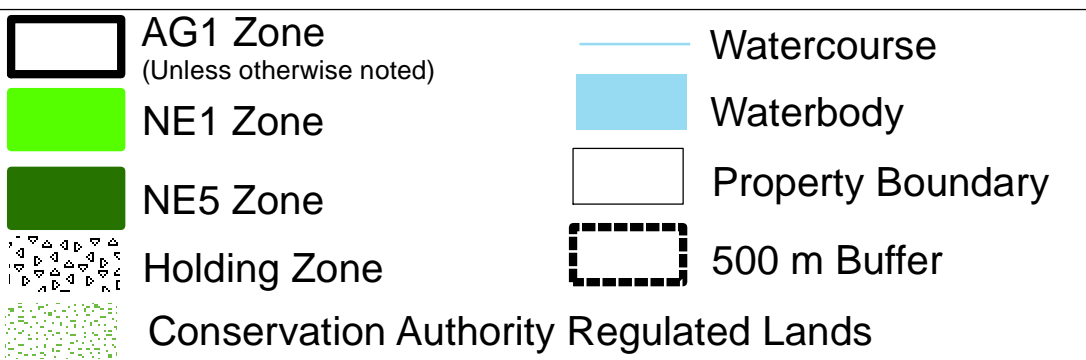 AG1 Zone
(Unless otherwise noted)
NE1 Zone
NE5 Zone
Holding Zone
Conservation Authority Regulated Lands
Watercourse
Waterbody
Property Boundary
500 m Buffer